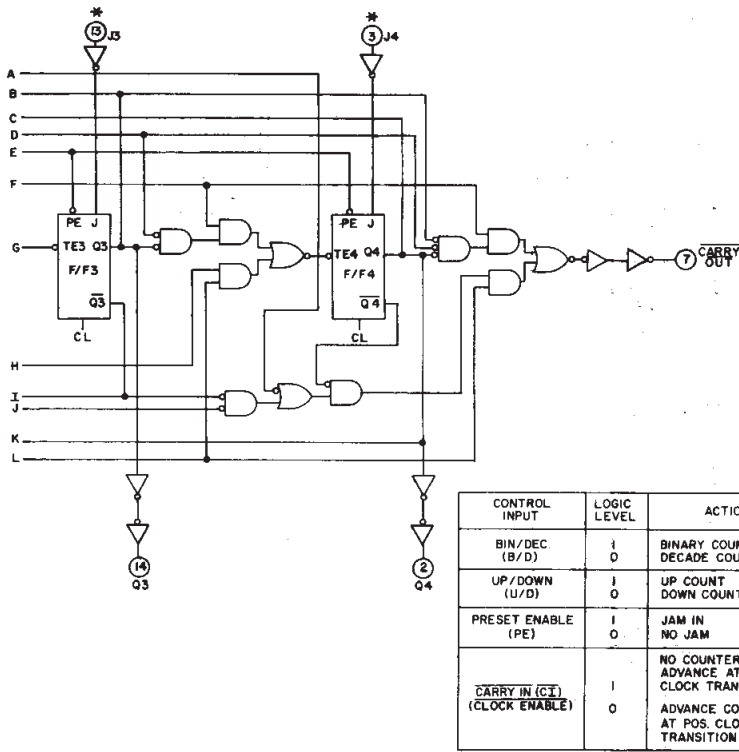 *
13 J3
*
3 J4
A
B
C
D
E
F
G
PE J
TE3 Q3
F/F3
Q3
CL
PE J
TE4 Q4
F/F4
Q4
CL
7 CARRY
OUT
H
I
J
K
L
14
Q3
2
Q4
CONTROL INPUT
LOGIC LEVEL
BIN/DEC.
(B/D)
1
0
BINARY COU
DECADE COU
UP/DOWN
(U/D)
1
0
UP COUNT
DOWN COUNT
PRESET ENABLE
(PE)
1
0
JAM IN
NO JAM
CARRY IN (CI)
(CLOCK ENABLE)
1
0
NO COUNTER
ADVANCE AT
CLOCK TRAN
ADVANCE CO
AT POS. CLO
TRANSITION